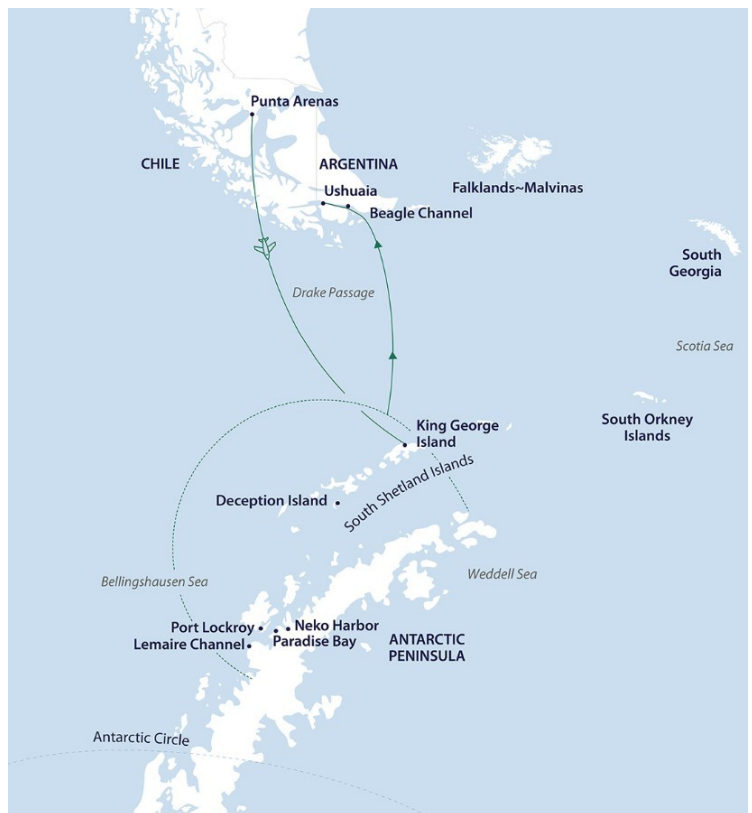 Punta Arenas
CHILE
ARGENTINA
Ushuaia
Falklands~Malvinas
Beagle Channel
South
Georgia
Drake Passage
Scotia Sea
King George
Island
South Orkney
Islands
South Shetland Islands
Deception Island
Bellingshausen Sea
Weddell Sea
Port Lockroy
Neko Harbor
Lemaire Channel
Paradise Bay
ANTARCTIC
PENINSULA
Antarctic Circle